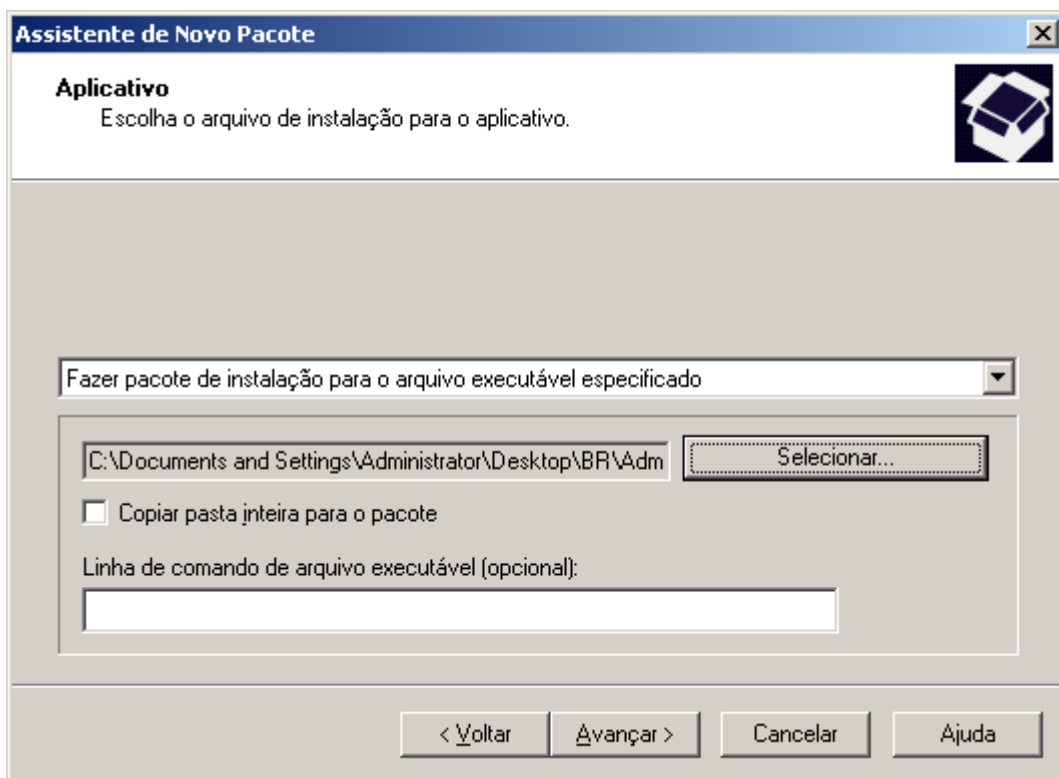 Assistente de Novo Pacote
Aplicativo
Escolha o arquivo de instalação para o aplicativo.
Fazer pacote de instalação para o arquivo executável especificado
C:\Documents and Settings\Administrator\Desktop\BR\Adm
Selecionar...
Copiar pasta inteira para o pacote
Linha de comando de arquivo executável (opcional):
< Voltar Avançar > Cancelar Ajuda